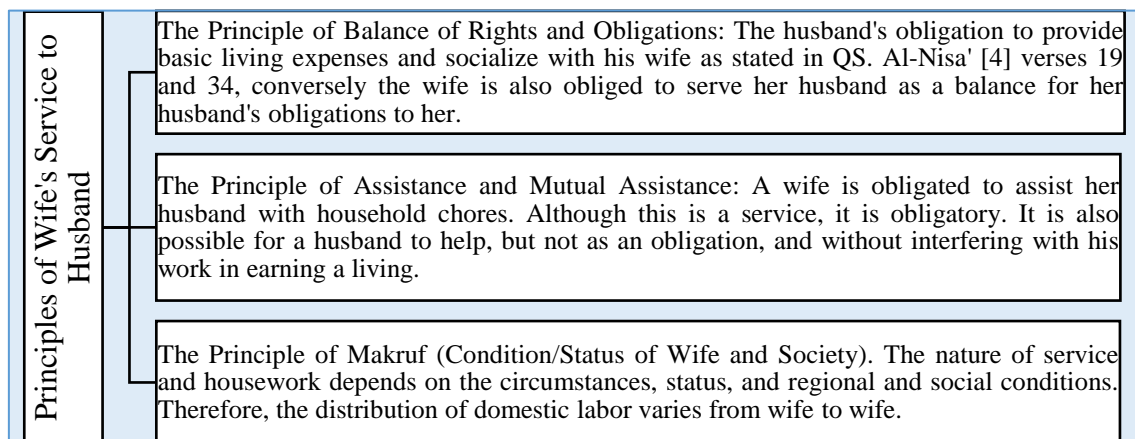 Principles of Wife's Service to
Husband
The Principle of Balance of Rights and Obligations: The husband's obligation to provide
basic living expenses and socialize with his wife as stated in QS. Al-Nisa' [4] verses 19
and 34, conversely the wife is also obliged to serve her husband as a balance for her
husband's obligations to her.
The Principle of Assistance and Mutual Assistance: A wife is obligated to assist her
husband with household chores. Although this is a service, it is obligatory. It is also
possible for a husband to help, but not as an obligation, and without interfering with his
work in earning a living.
The Principle of Makruf (Condition/Status of Wife and Society). The nature of service
and housework depends on the circumstances, status, and regional and social conditions.
Therefore, the distribution of domestic labor varies from wife to wife.